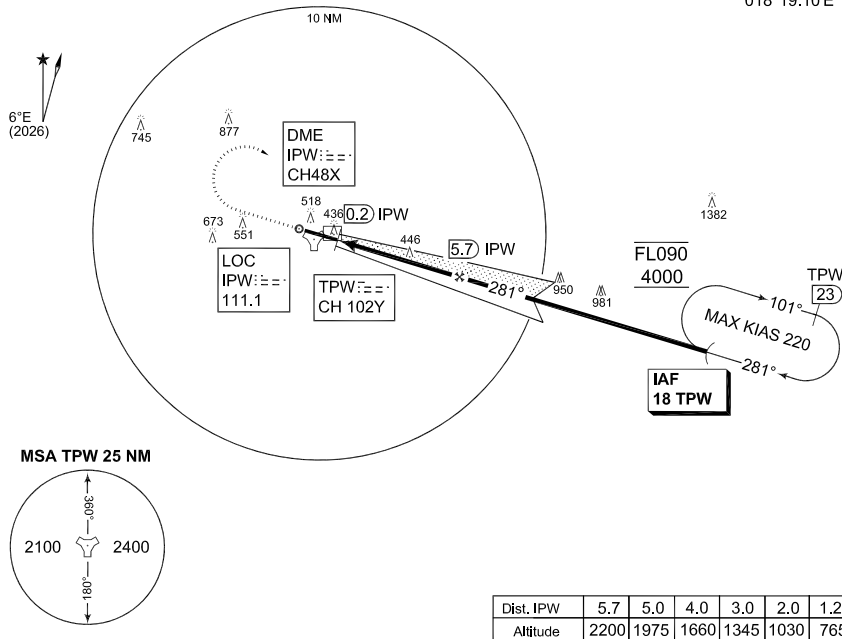 018°19.10'E
10 NM
6°E
(2026)
745
877
DME
IPW
CH48X
518
436
0.2 IPW
673
551
1382
446
5.7 IPW
LOC
IPW
111.1
TPW
CH 102Y
281°
950
981
FL090
4000
TPW
23
101°
MAX KIAS 220
281°
IAF
18 TPW
MSA TPW 25 NM
360°
2100
2400
180°
Dist. IPW 5.7 5.0 4.0 3.0 2.0 1.2
Altitude 2200 1975 1660 1345 1030 765